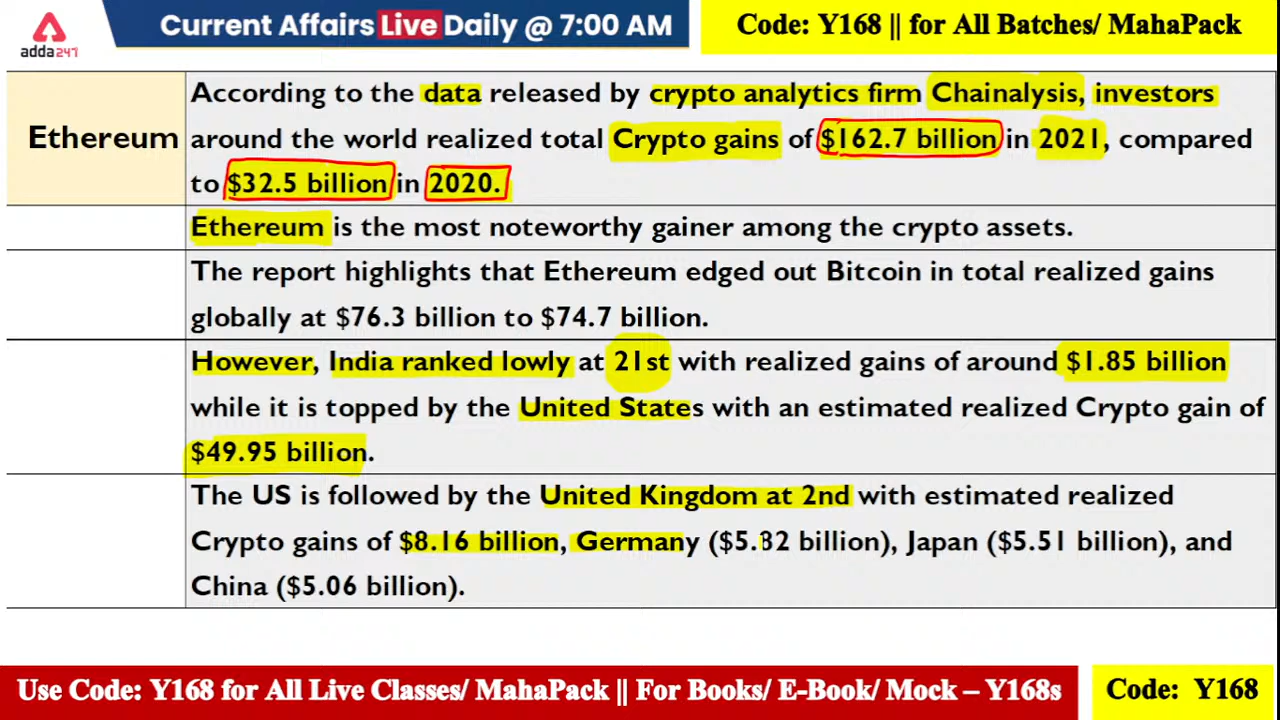 Current Affairs Live Daily @ 7:00 AM
Code: Y168 || for All Batches/ MahaPack
adda247
According to the data released by crypto analytics firm Chainalysis, investors
Ethereum
around the world realized total Crypto gains of $162.7 billion in 2021, compared
to $32.5 billion in 2020.
Ethereum is the most noteworthy gainer among the crypto assets.
The report highlights that Ethereum edged out Bitcoin in total realized gains
globally at $76.3 billion to $74.7 billion.
However, India ranked lowly at 21st with realized gains of around $1.85 billion
while it is topped by the United States with an estimated realized Crypto gain of
$49.95 billion.
The US is followed by the United Kingdom at 2nd with estimated realized
Crypto gains of $8.16 billion, Germany ($5.82 billion), Japan ($5.51 billion), and
China ($5.06 billion).
Use Code: Y168 for All Live Classes/ MahaPack || For Books/ E-Book/ Mock – Y168s
Code: Y168